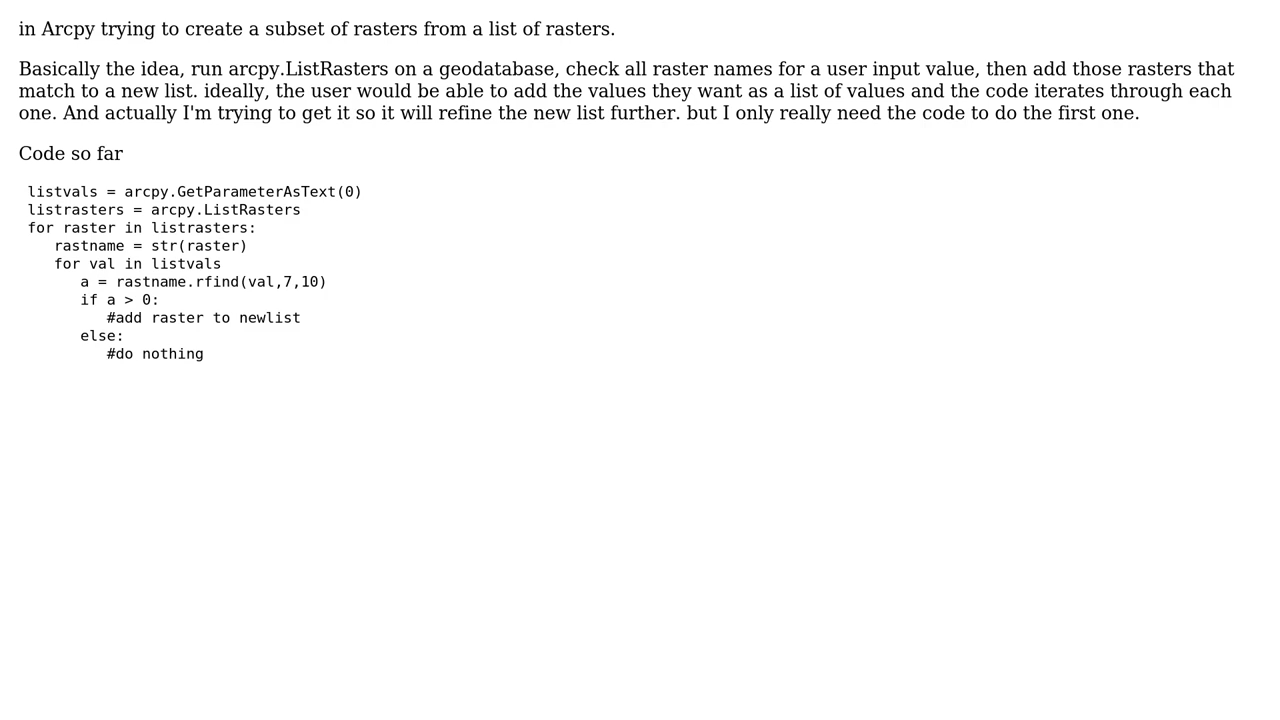 in Arcpy trying to create a subset of rasters from a list of rasters.
Basically the idea, run arcpy.ListRasters on a geodatabase, check all raster names for a user input value, then add those rasters that
match to a new list. ideally, the user would be able to add the values they want as a list of values and the code iterates through each
one. And actually I'm trying to get it so it will refine the new list further. but I only really need the code to do the first one.
Code so far
listvals = arcpy.GetParameterAsText(0)
listrasters = arcpy.ListRasters
for raster in listrasters:
   rastname = str(raster)
   for val in listvals
      a = rastname.rfind(val,7,10)
      if a > 0:
         #add raster to newlist
      else:
         #do nothing